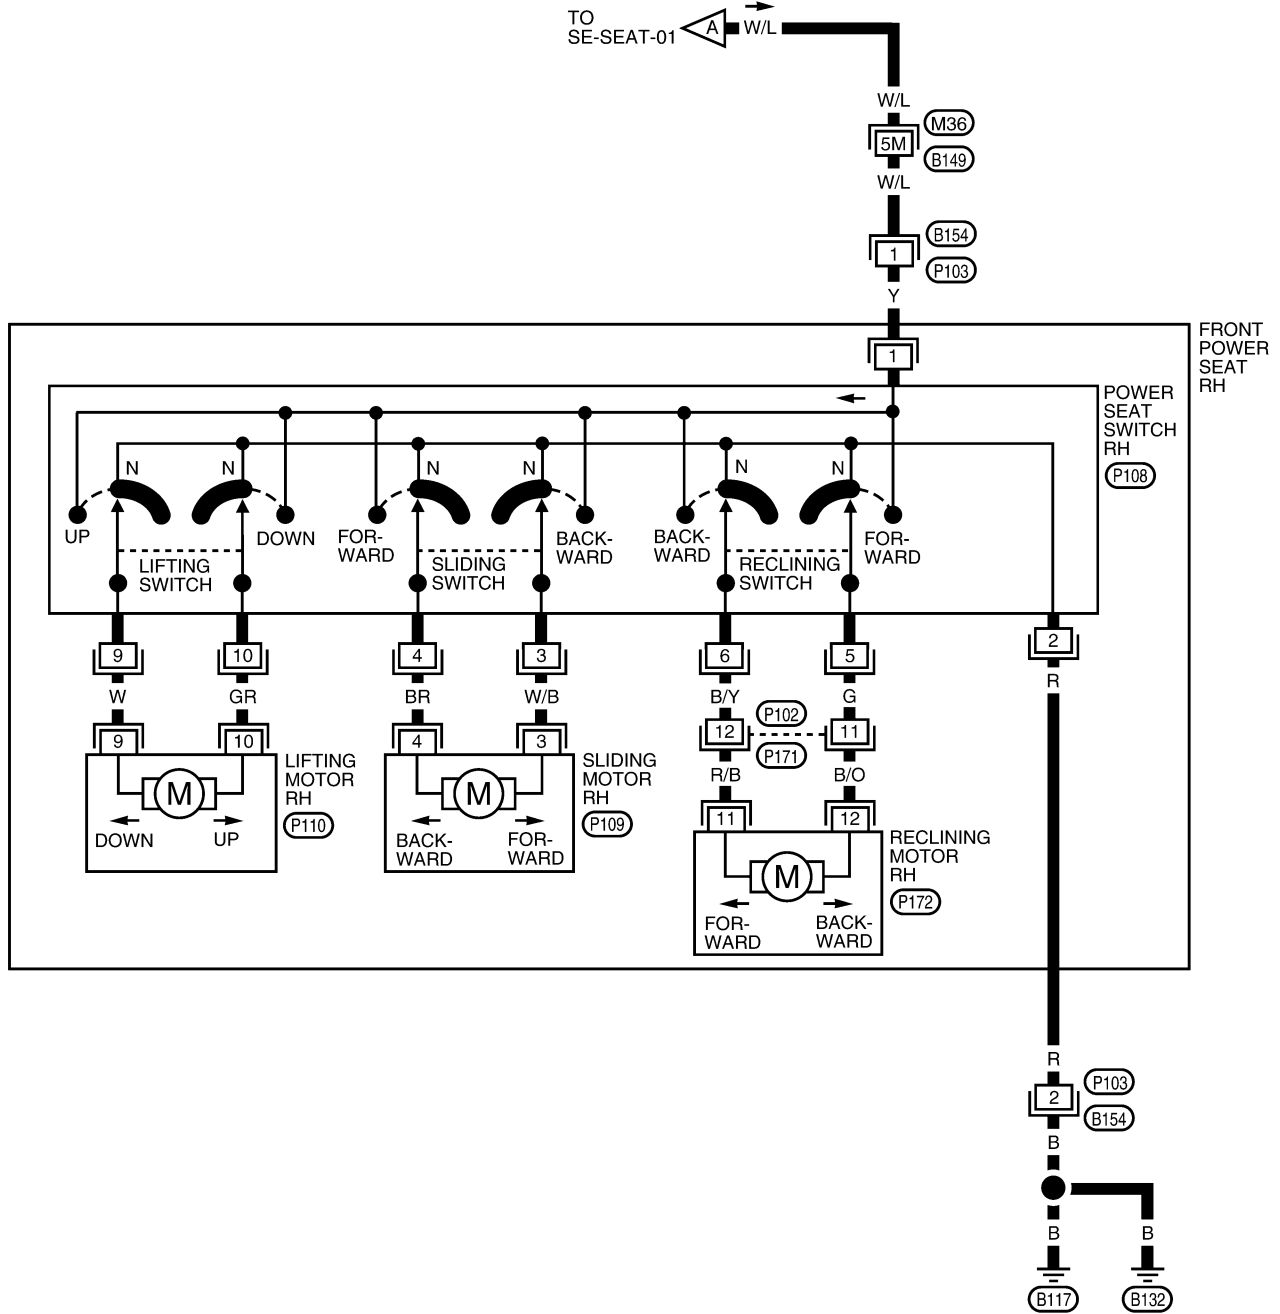 TO
SE-SEAT-01
A
W/L
W/L
M36
5M
B149
W/L
B154
1
P103
Y
FRONT
POWER
SEAT
RH
1
POWER
SEAT
SWITCH
RH
P108
N
N
N
N
N
N
UP
DOWN
FOR-
WARD
BACK-
WARD
BACK-
WARD
FOR-
WARD
LIFTING
SWITCH
SLIDING
SWITCH
RECLINING
SWITCH
9
10
4
3
6
5
2
W
GR
BR
W/B
B/Y
G
R
P102
12
11
P171
9
10
4
3
R/B
B/O
11
12
LIFTING
MOTOR
RH
P110
M
DOWN
UP
SLIDING
MOTOR
RH
P109
M
BACK-
WARD
FOR-
WARD
RECLINING
MOTOR
RH
P172
M
FOR-
WARD
BACK-
WARD
R
P103
2
B154
B
B
B
B117
B132